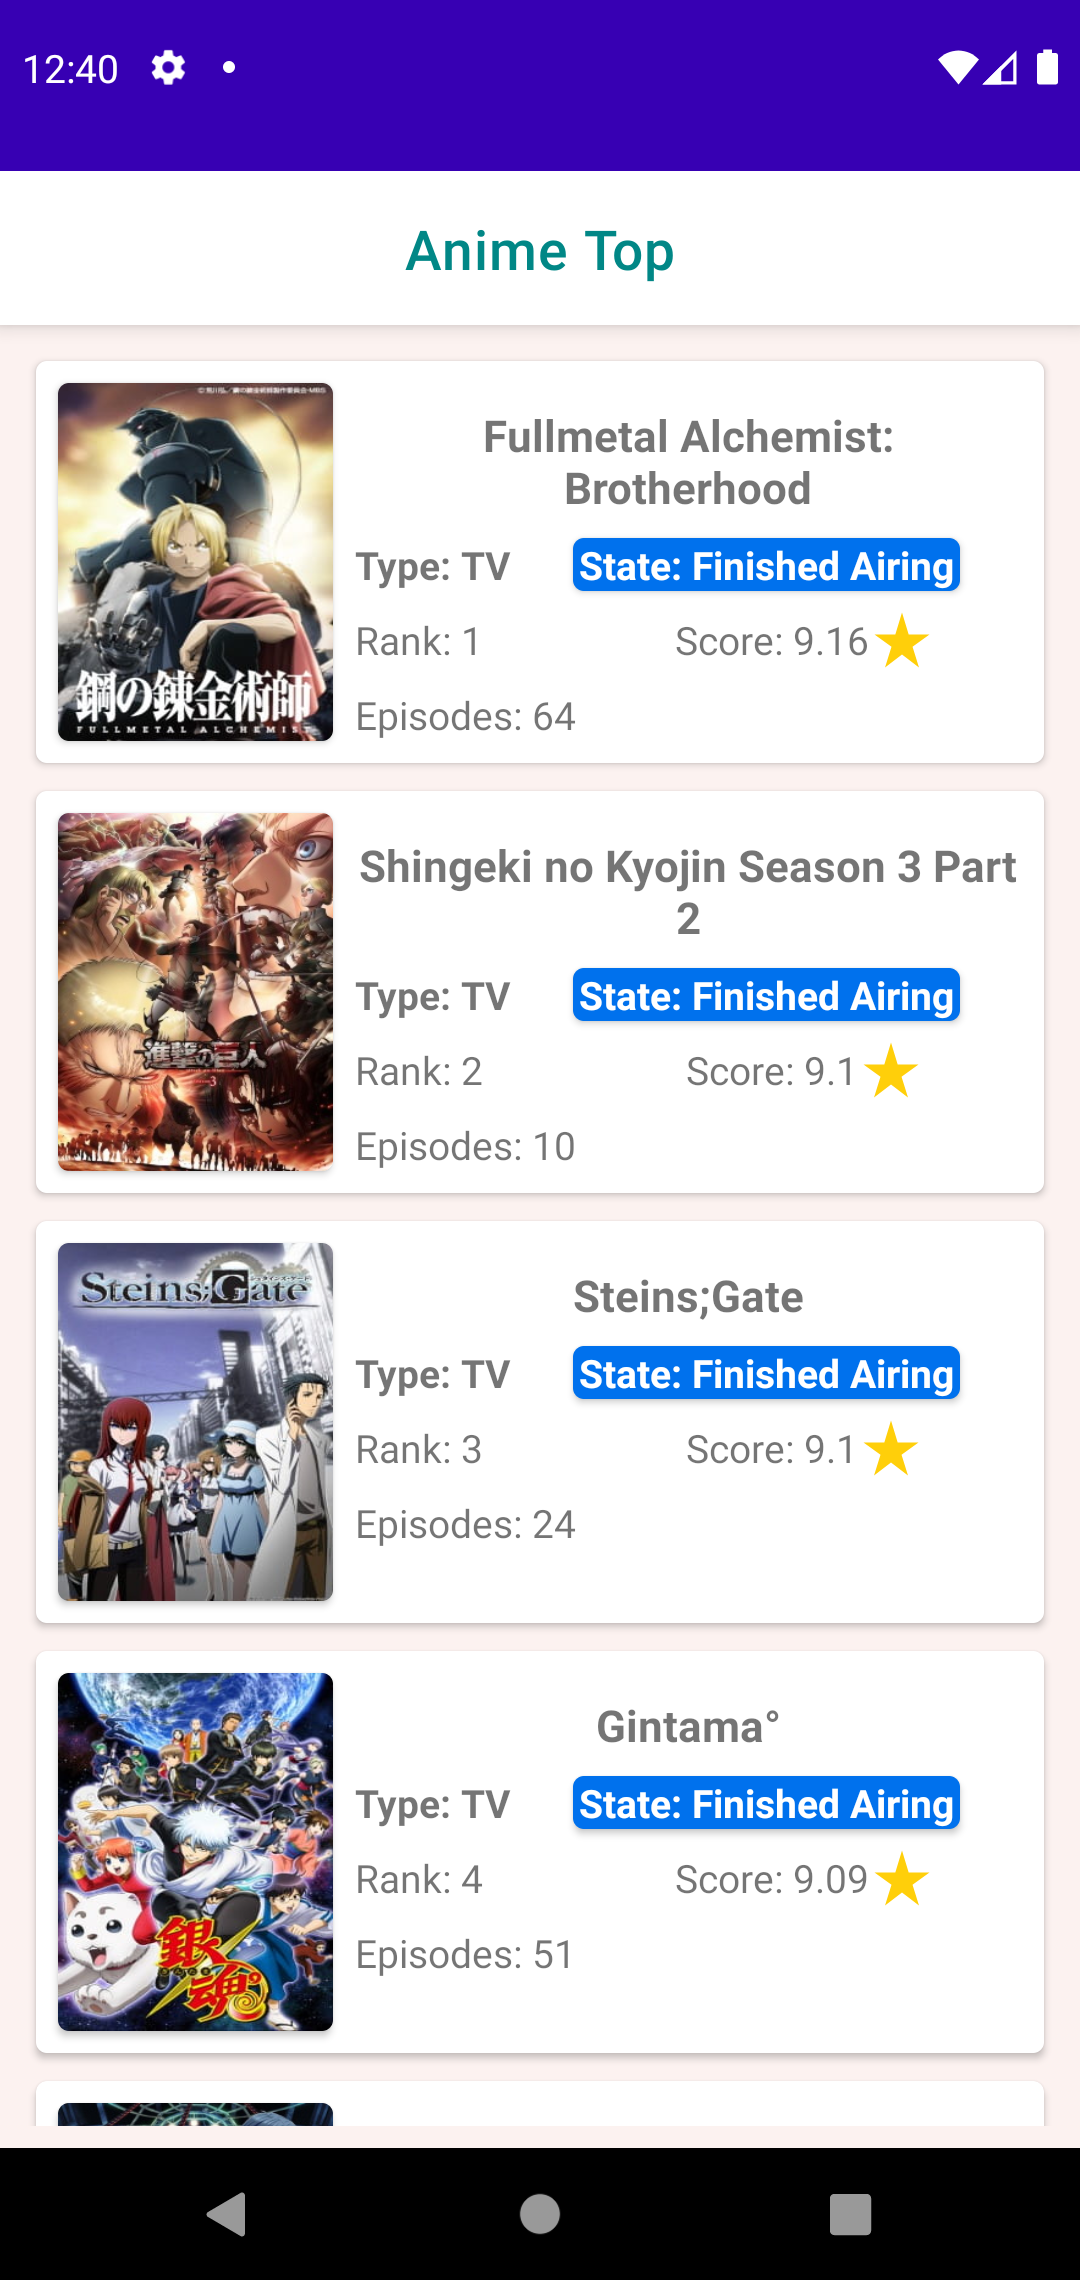 12:40
Anime Top
鋼の錬金術師
FULLMETAL ALCHEMIST
Fullmetal Alchemist:
Brotherhood
Type: TV
State: Finished Airing
Rank: 1
Score: 9.16
Episodes: 64
進撃の巨人
Shingeki no Kyojin Season 3 Part
2
Type: TV
State: Finished Airing
Rank: 2
Score: 9.1
Episodes: 10
Steins;Gate
Steins;Gate
Type: TV
State: Finished Airing
Rank: 3
Score: 9.1
Episodes: 24
銀魂°
Gintama°
Type: TV
State: Finished Airing
Rank: 4
Score: 9.09
Episodes: 51